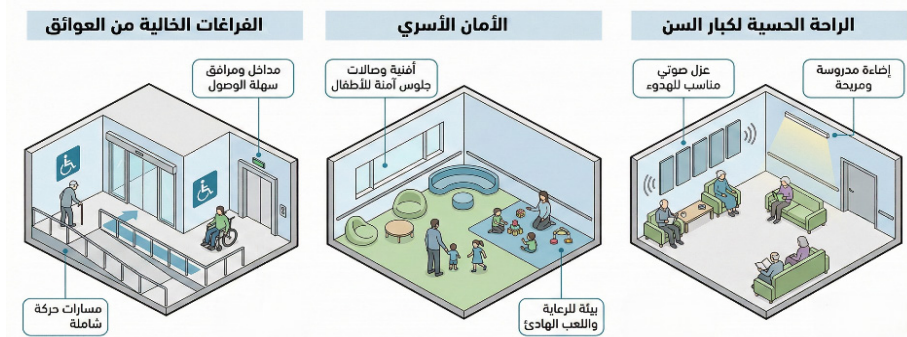 الراحة الحسية لكبار السن
إضاءة مدروسة
ومريحة
عزل صوتي
مناسب للهدوء
الأمان الأسري
أفنية وصالات
جلوس آمنة للأطفال
بيئة للرعاية
واللعب الهادئ
الفراغات الخالية من العوائق
مداخل ومرافق
سهلة الوصول
مسارات حركة
شاملة